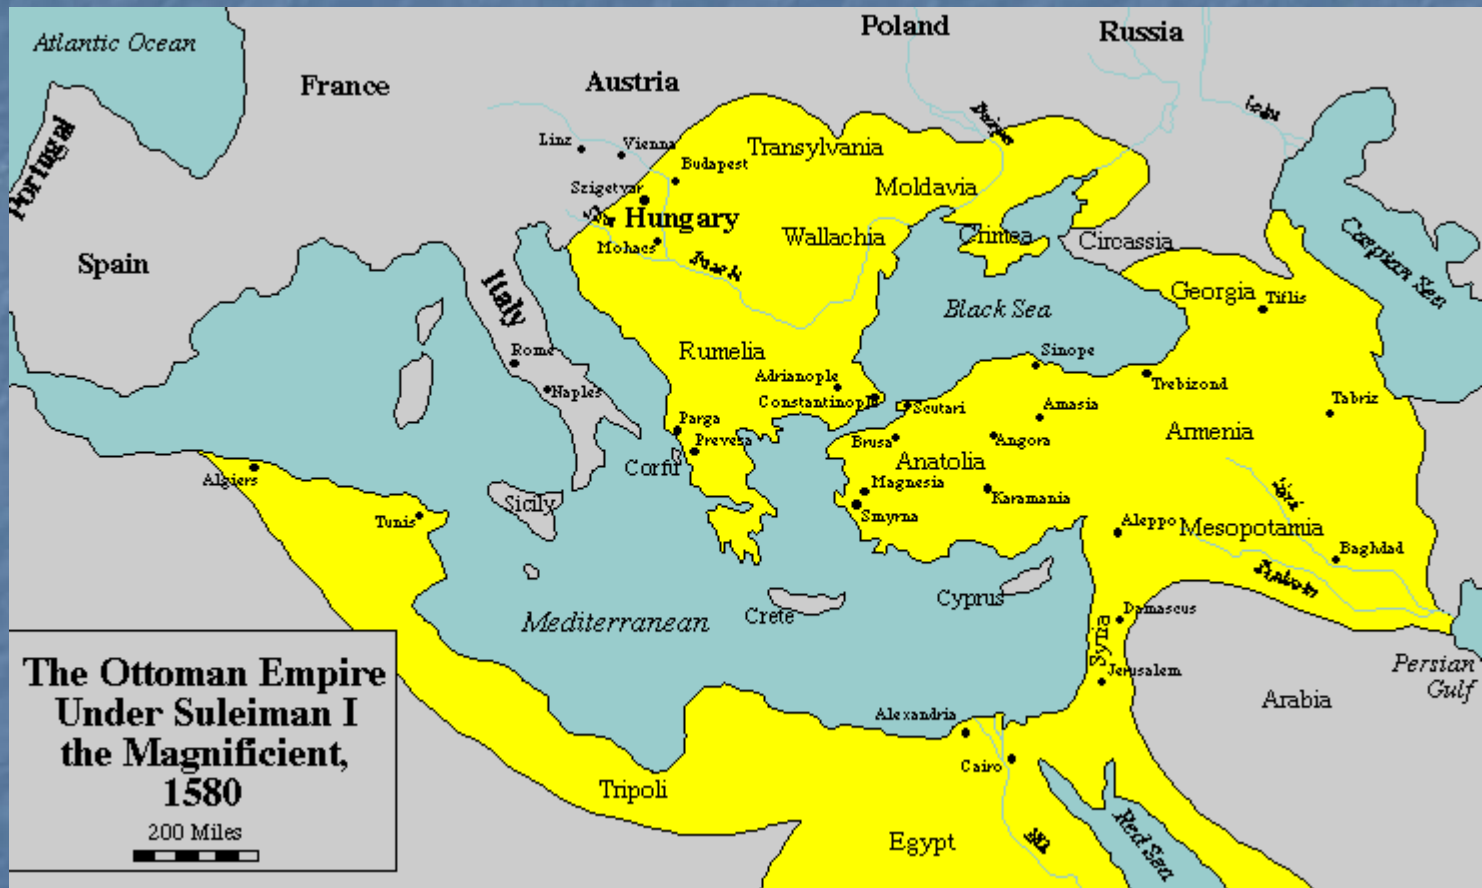 Atlantic Ocean
Poland
Russia
France
Austria
Portugal
Linz
Vienna
Transylvania
Budapest
Szigetvar
Moldavia
Hungary
Wallachia
Crimea
Circassia
Mohacs
Spain
Italy
Caspian Sea
Georgia
Tiflis
Black Sea
Rome
Rumelia
Sinope
Naples
Adrianople
Constantinople
Scutari
Trebizond
Amasia
Tabriz
Parga
Prevesa
Brusa
Angora
Armenia
Corfu
Anatolia
Algiers
Magnesia
Karamania
Sicily
Tunis
Smyrna
Aleppo
Mesopotamia
Baghdad
Mediterranean
Crete
Cyprus
Damascus
Syria
Jerusalem
Persian
Gulf
Arabia
Alexandria
Cairo
Tripoli
Egypt
Red Sea
The Ottoman Empire
Under Suleiman I
the Magnificient,
1580
200 Miles